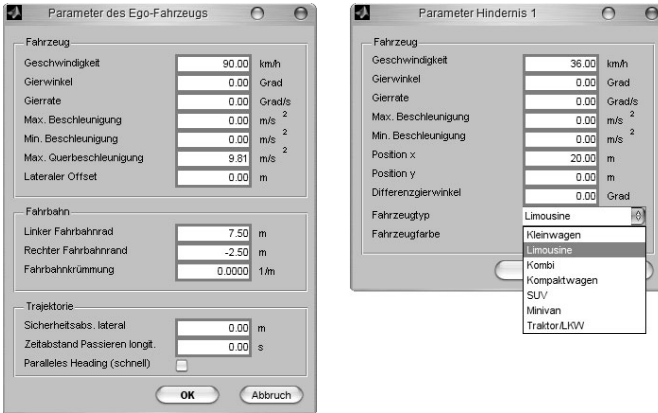 Parameter des Ego-Fahrzeugs
Fahrzeug
Geschwindigkeit 90.00 km/h
Gierwinkel 0.00 Grad
Gierrate 0.00 Grad/s
Max. Beschleunigung 0.00 m/s 2
Min. Beschleunigung 0.00 m/s 2
Max. Querbeschleunigung 9.81 m/s 2
Lateraler Offset 0.00 m
Fahrbahn
Linker Fahrbahnrad 7.50 m
Rechter Fahrbahnrand -2.50 m
Fahrbahnkrümmung 0.0000 1/m
Trajektorie
Sicherheitsabs. lateral 0.00 m
Zeitabstand Passieren longit. 0.00 s
Paralleles Heading (schnell)
OK Abbruch
Parameter Hindernis 1
Fahrzeug
Geschwindigkeit 36.00 km/h
Gierwinkel 0.00 Grad
Gierrate 0.00 Grad/s
Max. Beschleunigung 0.00 m/s 2
Min. Beschleunigung 0.00 m/s 2
Position x 20.00 m
Position y 0.00 m
Differenzgierwinkel 0.00 Grad
Fahrzeugtyp Limousine
Fahrzeugfarbe
Kleinwagen
Limousine
Kombi
Kompaktwagen
SUV
Minivan
Traktor/LKW